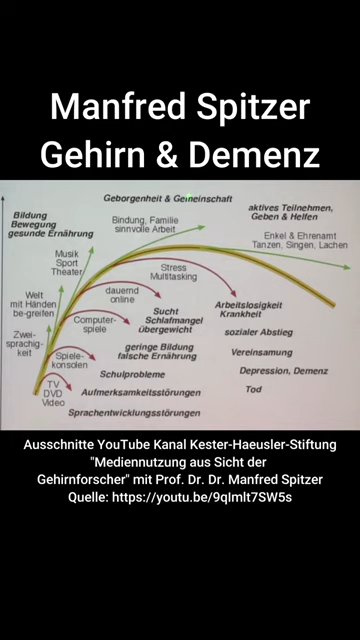 Manfred Spitzer
Gehirn & Demenz
Geborgenheit & Gemeinschaft
Bildung
Bewegung
gesunde Ernährung
Bindung, Familie
sinnvolle Arbeit
aktives Teilnehmen,
Geben & Helfen
Enkel & Ehrenamt
Tanzen, Singen, Lachen
Musik
Sport
Theater
Stress
Multitasking
Welt
mit Händen
be-greifen
dauernd
online
Sucht
Schlafmangel
übergewicht
Arbeitslosigkeit
Krankheit
Computer-
spiele
Zwei-
sprachig-
keit
sozialer Abstieg
geringe Bildung
falsche Ernährung
Vereinsamung
Spiele-
konsolen
Schulprobleme
Depression, Demenz
TV
DVD
Video
Aufmerksamkeitsstörungen
Tod
Sprachentwicklungsstörungen
Ausschnitte YouTube Kanal Kester-Haeusler-Stiftung
"Mediennutzung aus Sicht der
Gehirnforscher" mit Prof. Dr. Dr. Manfred Spitzer
Quelle: https://youtu.be/9qImlt7SW5s